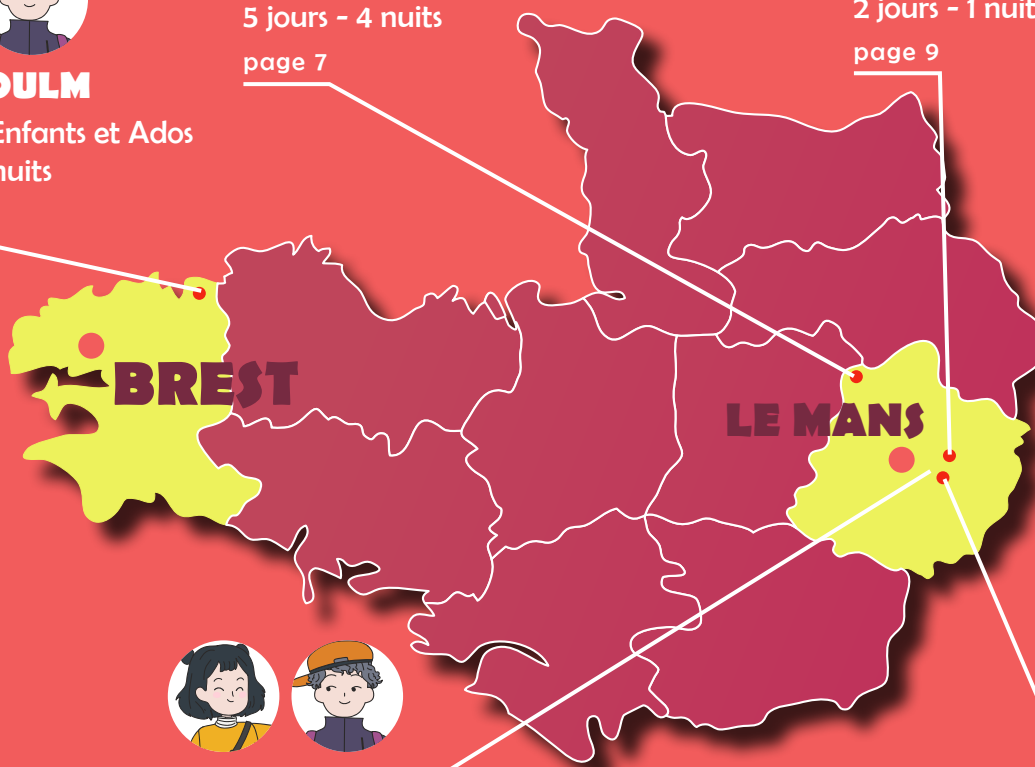 5 jours - 4 nuits
page 7
2 jours - 1 nuit
page 9
OULM
Enfants et Ados
nuits
BREST
LE MANS